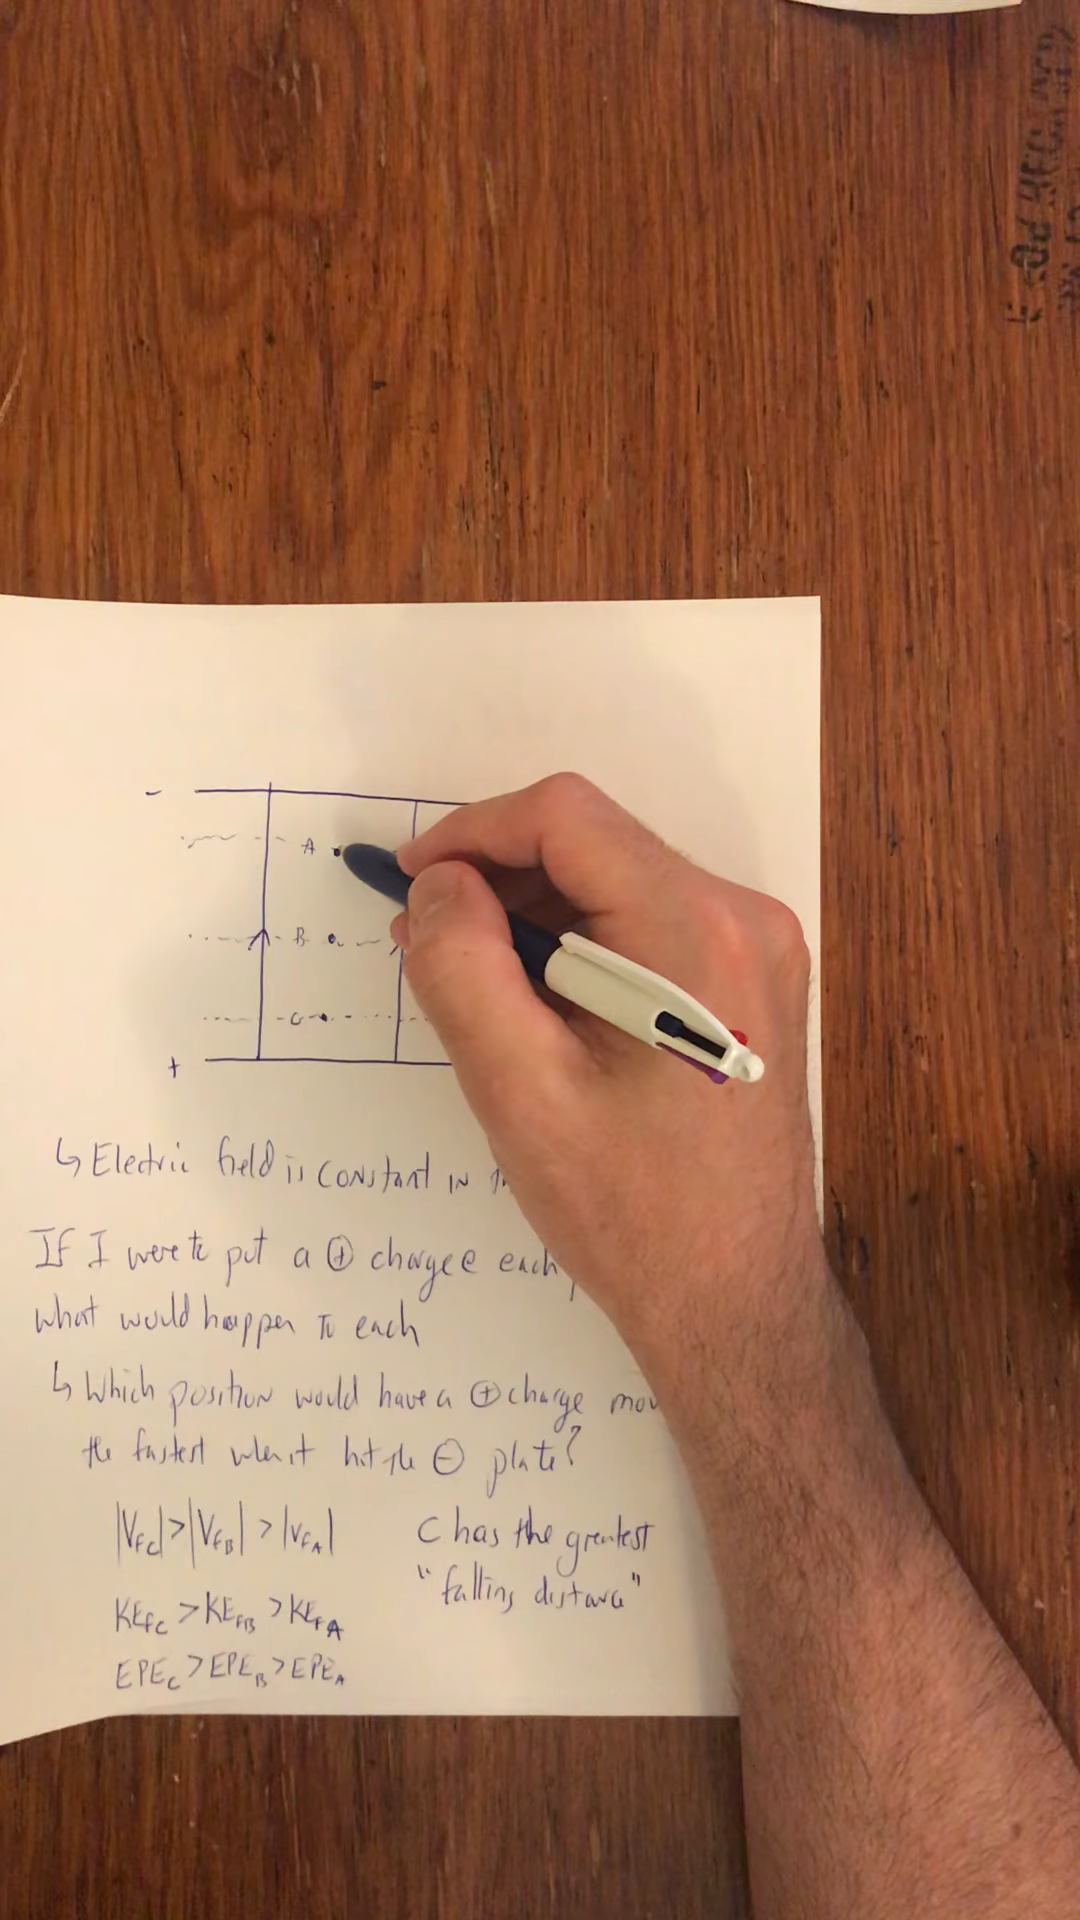 -
A
B
C
+
↳ Electric field is constant in
If I were to put a ⊕ charge @ each
what would happen to each
↳ Which position would have a ⊕ charge
the fastest when it hit the ⊖ plate?
|VfC| > |VfB| > |VfA|
C has the greatest
"falling distance"
KEfC > KEfB > KEfA
EPEC > EPEB > EPEA